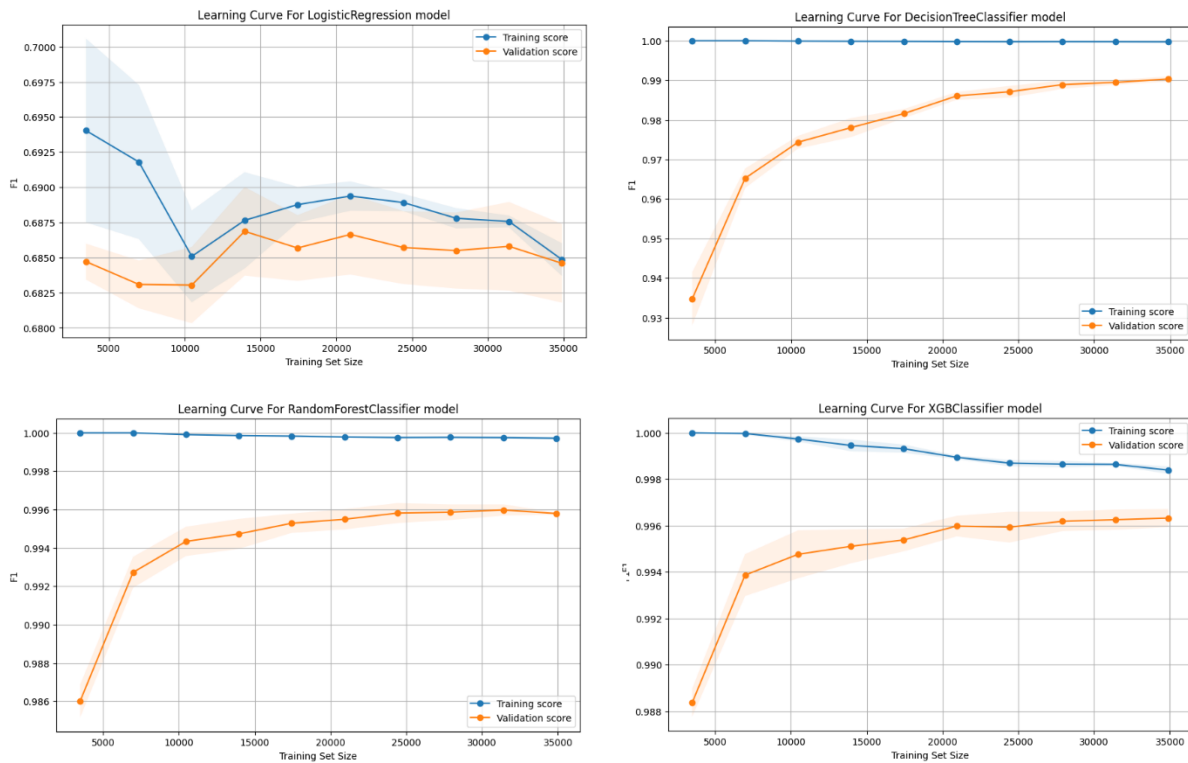 Learning Curve For LogisticRegression model
Training score
Validation score
0.7000
0.6975
0.6950
0.6925
0.6900
0.6875
0.6850
0.6825
0.6800
F1
5000 10000 15000 20000 25000 30000 35000
Training Set Size
Learning Curve For DecisionTreeClassifier model
1.00
0.99
0.98
0.97
0.96
0.95
0.94
0.93
F1
Training score
Validation score
5000 10000 15000 20000 25000 30000 35000
Training Set Size
Learning Curve For RandomForestClassifier model
1.000
0.998
0.996
0.994
0.992
0.990
0.988
0.986
F1
Training score
Validation score
5000 10000 15000 20000 25000 30000 35000
Training Set Size
Learning Curve For XGBClassifier model
Training score
Validation score
1.000
0.998
0.996
0.994
0.992
0.990
0.988
F1
5000 10000 15000 20000 25000 30000 35000
Training Set Size